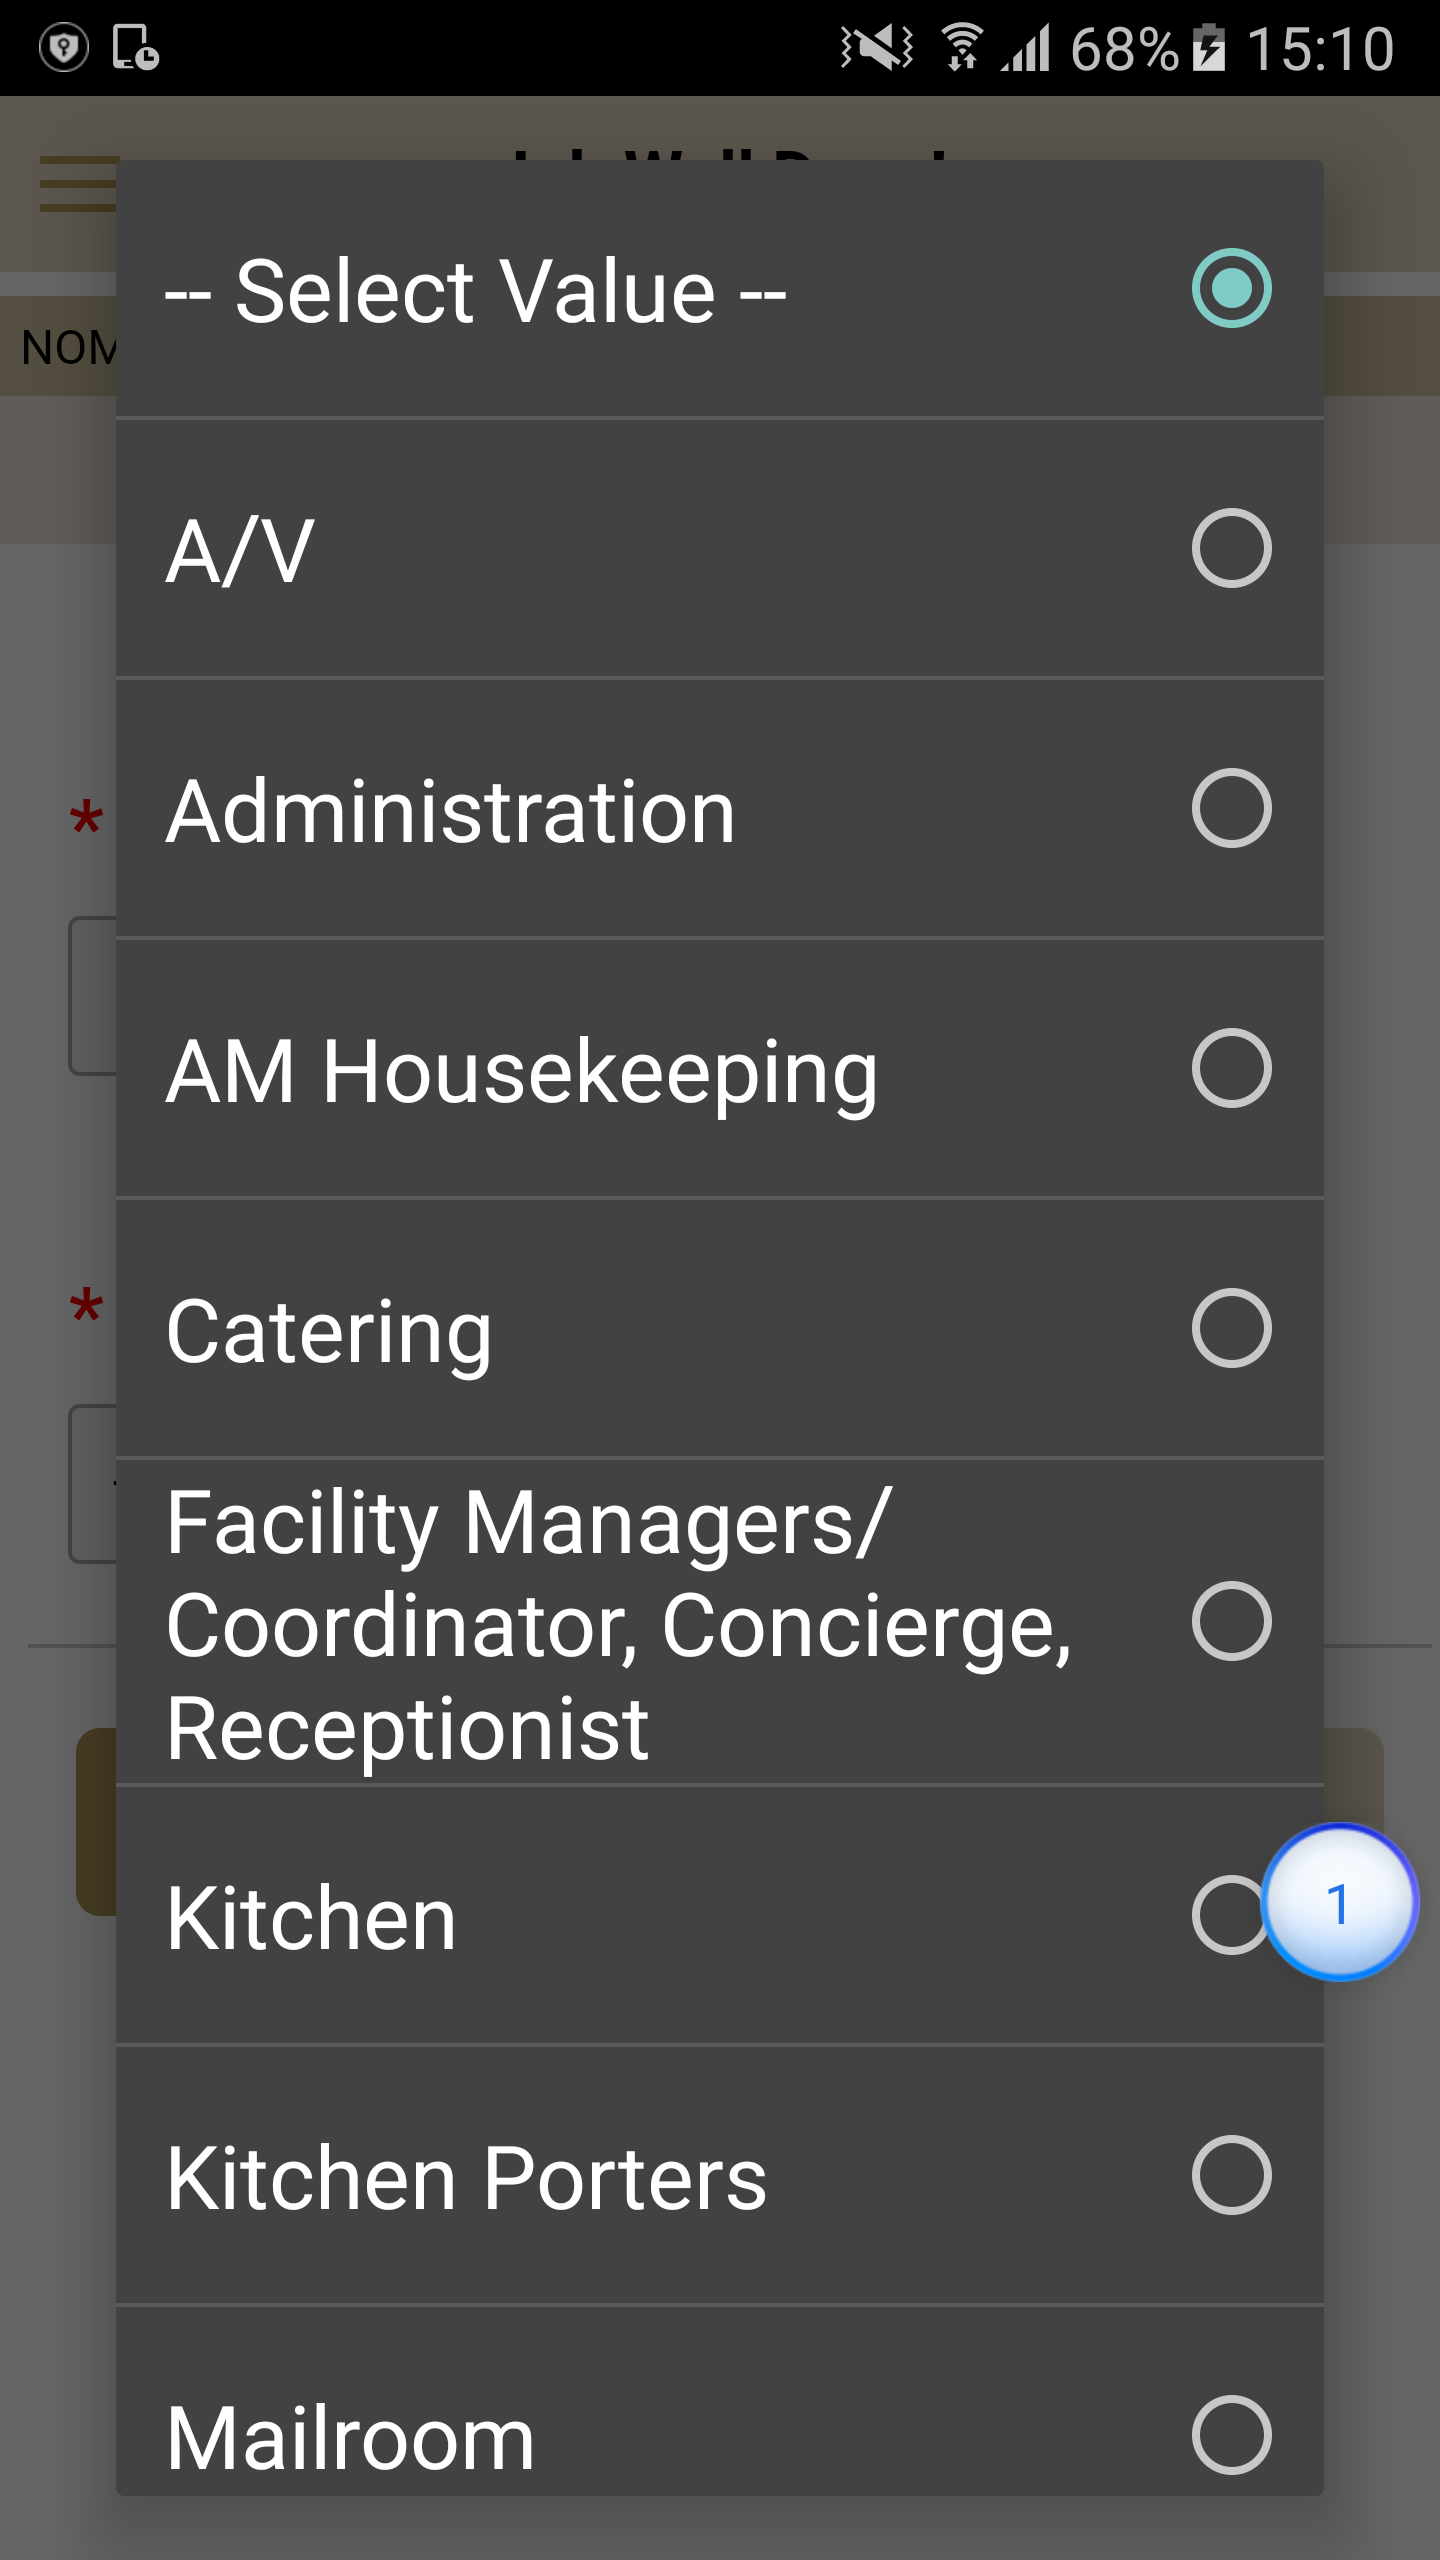 68% 15:10
NOM
-- Select Value --
A/V
Administration
*
AM Housekeeping
*
Catering
Facility Managers/
Coordinator, Concierge,
Receptionist
Kitchen
1
Kitchen Porters
Mailroom